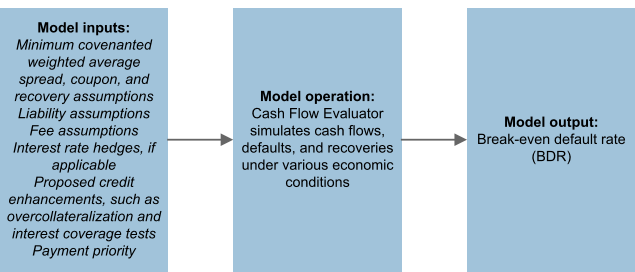 Model inputs:
Minimum covenanted
weighted average
spread, coupon, and
recovery assumptions
Liability assumptions
Fee assumptions
Interest rate hedges, if
applicable
Proposed credit
enhancements, such as
overcollateralization and
interest coverage tests
Payment priority
Model operation:
Cash Flow Evaluator
simulates cash flows,
defaults, and recoveries
under various economic
conditions
Model output:
Break-even default rate
(BDR)